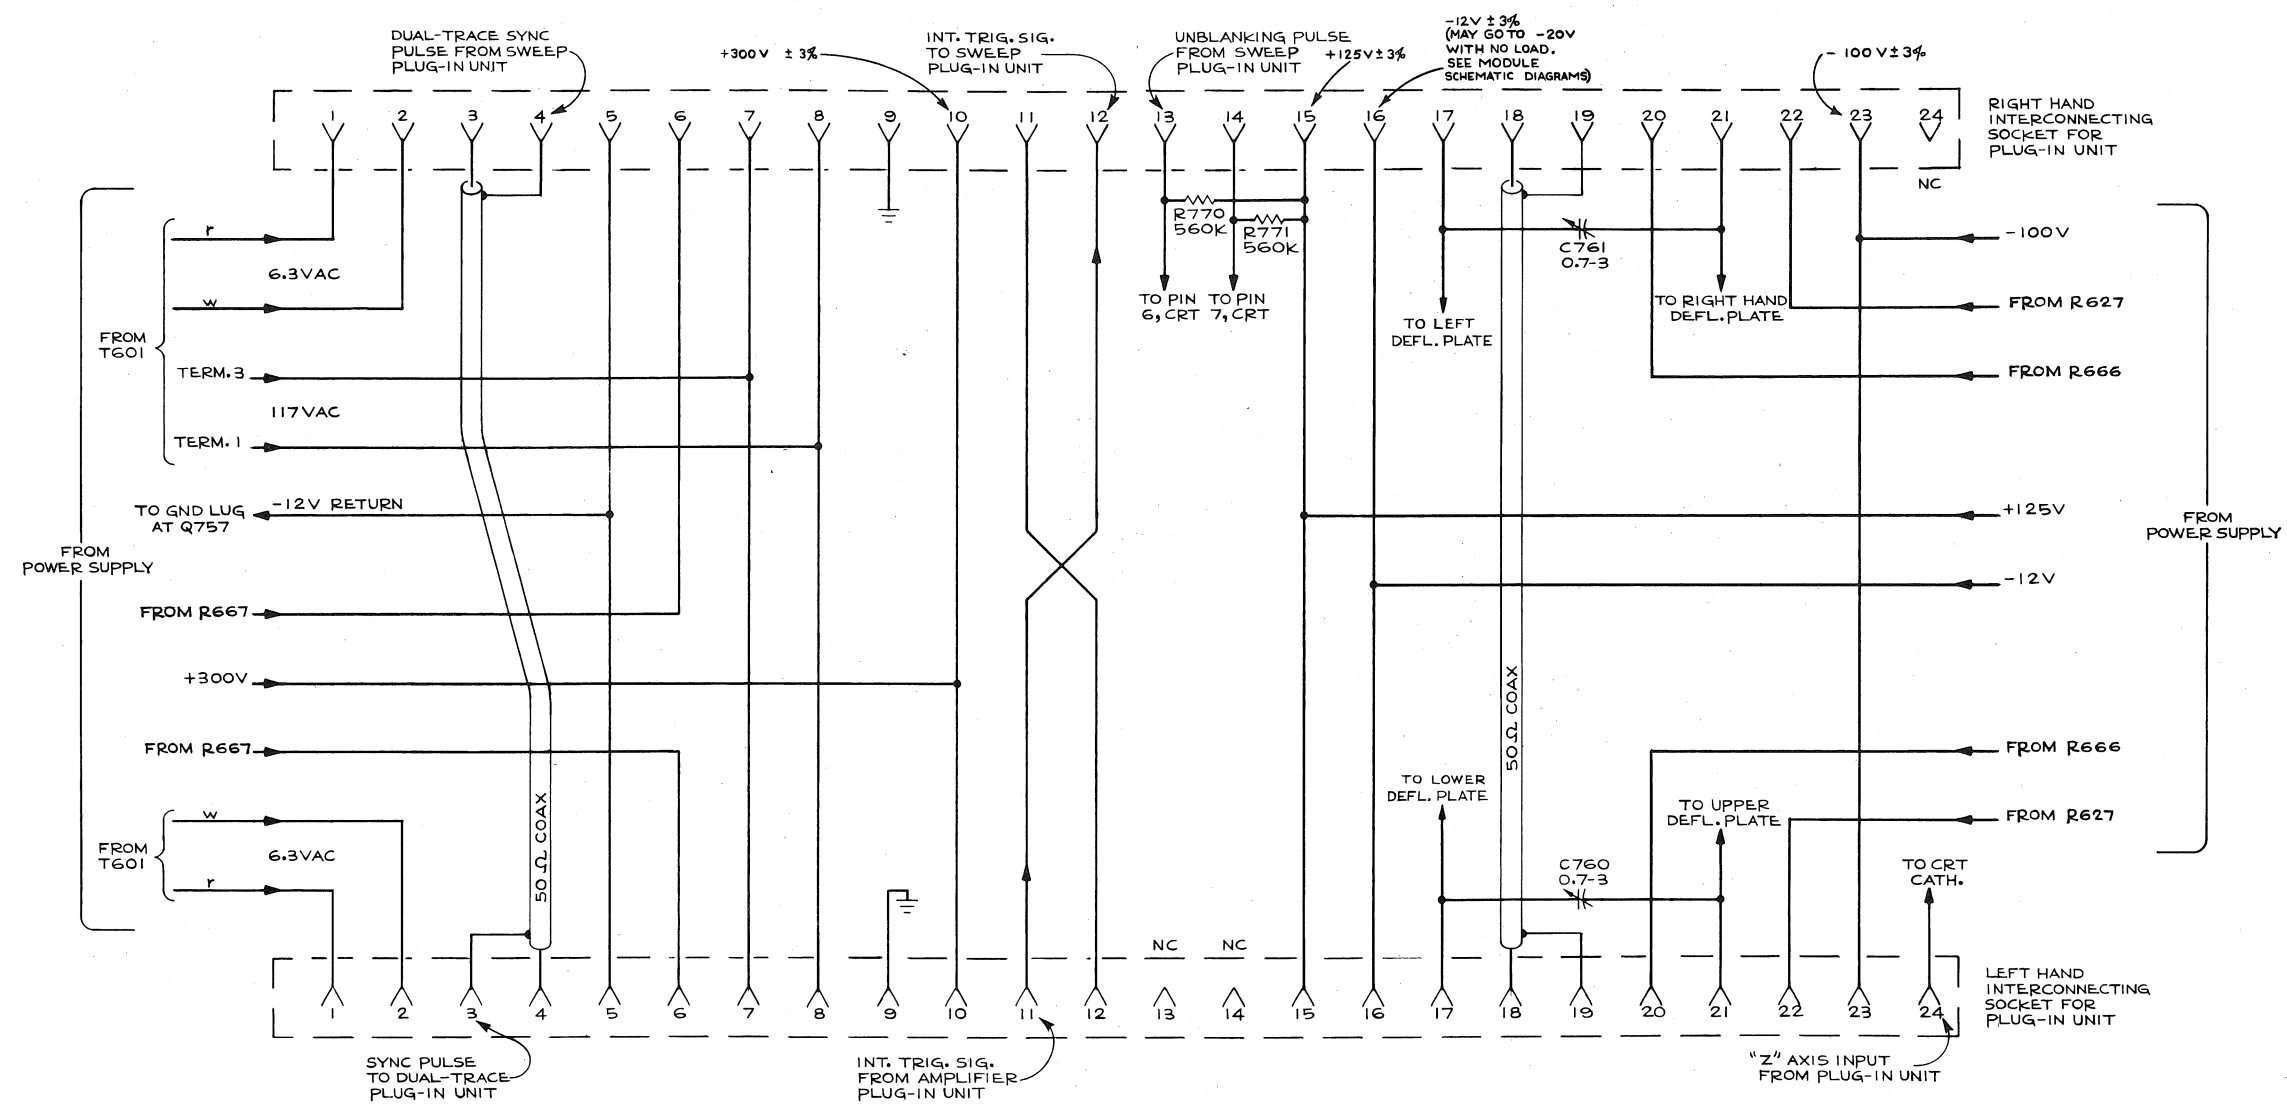 DUAL-TRACE SYNC
PULSE FROM SWEEP
PLUG-IN UNIT
+300V ± 3%
INT. TRIG. SIG.
TO SWEEP
PLUG-IN UNIT
UNBLANKING PULSE
FROM SWEEP
PLUG-IN UNIT
+125V±3%
-12V ± 3%
(MAY GO TO -20V
WITH NO LOAD.
SEE MODULE
SCHEMATIC DIAGRAMS)
- 100V±3%
1 2 3 4 5 6 7 8 9 10 11 12 13 14 15 16 17 18 19 20 21 22 23 24
RIGHT HAND
INTERCONNECTING
SOCKET FOR
PLUG-IN UNIT
NC
r
6.3VAC
w
FROM
T601
TERM.3
117VAC
TERM.1
R770
560K
R771
560K
TO PIN
6, CRT
TO PIN
7, CRT
C761
0.7-3
TO LEFT
DEFL. PLATE
TO RIGHT HAND
DEFL. PLATE
-100V
FROM R627
FROM R666
TO GND LUG
AT Q757
-12V RETURN
FROM
POWER SUPPLY
FROM R667
+300V
FROM R667
+125V
-12V
FROM
POWER SUPPLY
50Ω COAX
50Ω COAX
FROM R666
FROM R627
w
FROM
T601
6.3VAC
r
TO LOWER
DEFL. PLATE
TO UPPER
DEFL. PLATE
C760
0.7-3
TO CRT
CATH.
NC
NC
1 2 3 4 5 6 7 8 9 10 11 12 13 14 15 16 17 18 19 20 21 22 23 24
LEFT HAND
INTERCONNECTING
SOCKET FOR
PLUG-IN UNIT
SYNC PULSE
TO DUAL-TRACE
PLUG-IN UNIT
INT. TRIG. SIG.
FROM AMPLIFIER
PLUG-IN UNIT
"Z" AXIS INPUT
FROM PLUG-IN UNIT